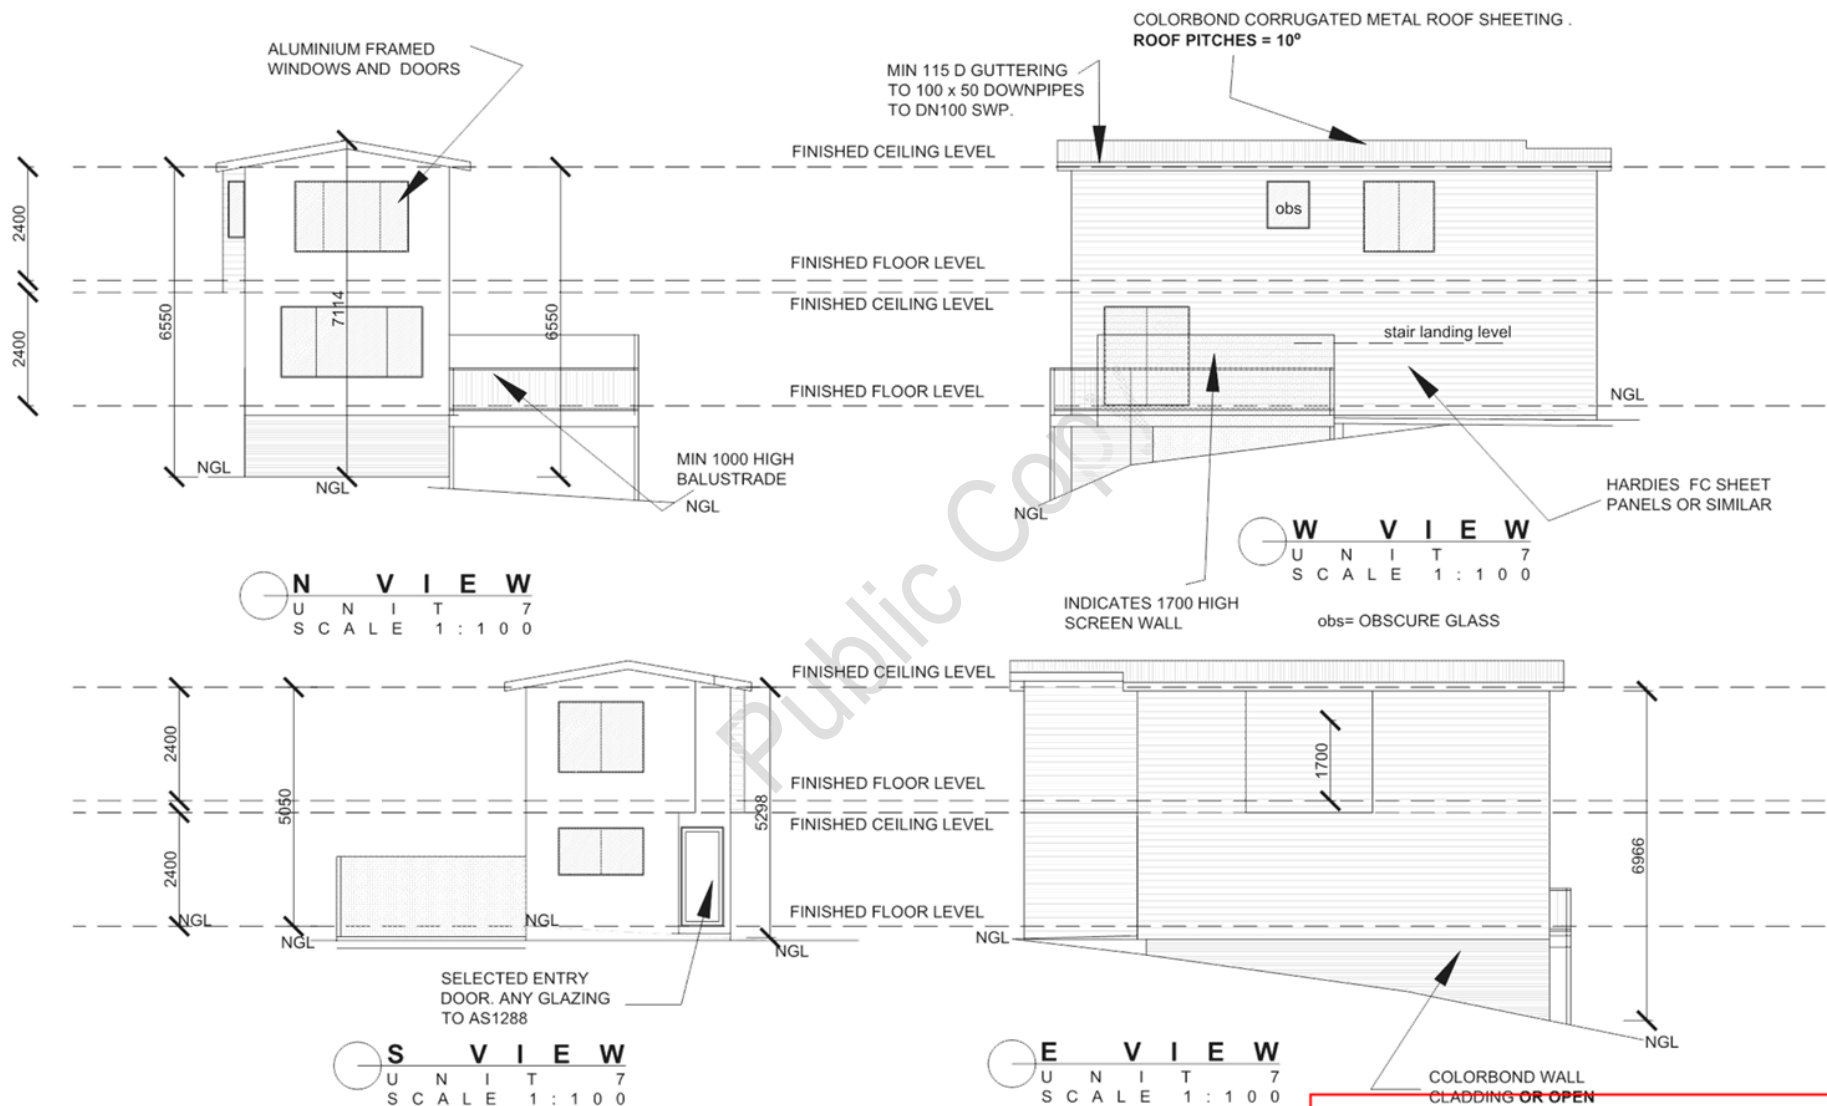 COLORBOND CORRUGATED METAL ROOF SHEETING .
ROOF PITCHES = 10º
ALUMINIUM FRAMED
WINDOWS AND DOORS
MIN 115 D GUTTERING
TO 100 x 50 DOWNPIPES
TO DN100 SWP.
FINISHED CEILING LEVEL
2400
obs
FINISHED FLOOR LEVEL
FINISHED CEILING LEVEL
6550
7114
6550
stair landing level
2400
FINISHED FLOOR LEVEL
NGL
MIN 1000 HIGH
BALUSTRADE
NGL
NGL
NGL
NGL
HARDIES FC SHEET
PANELS OR SIMILAR
W VIEW
UNIT 7
SCALE 1:100
N VIEW
UNIT 7
SCALE 1:100
INDICATES 1700 HIGH
SCREEN WALL
obs= OBSCURE GLASS
Public Copy
FINISHED CEILING LEVEL
2400
1700
FINISHED FLOOR LEVEL
5050
5298
FINISHED CEILING LEVEL
2400
6966
FINISHED FLOOR LEVEL
NGL
NGL
NGL
NGL
NGL
SELECTED ENTRY
DOOR. ANY GLAZING
TO AS1288
NGL
S VIEW
UNIT 7
SCALE 1:100
E VIEW
UNIT 7
SCALE 1:100
COLORBOND WALL
CLADDING OR OPEN